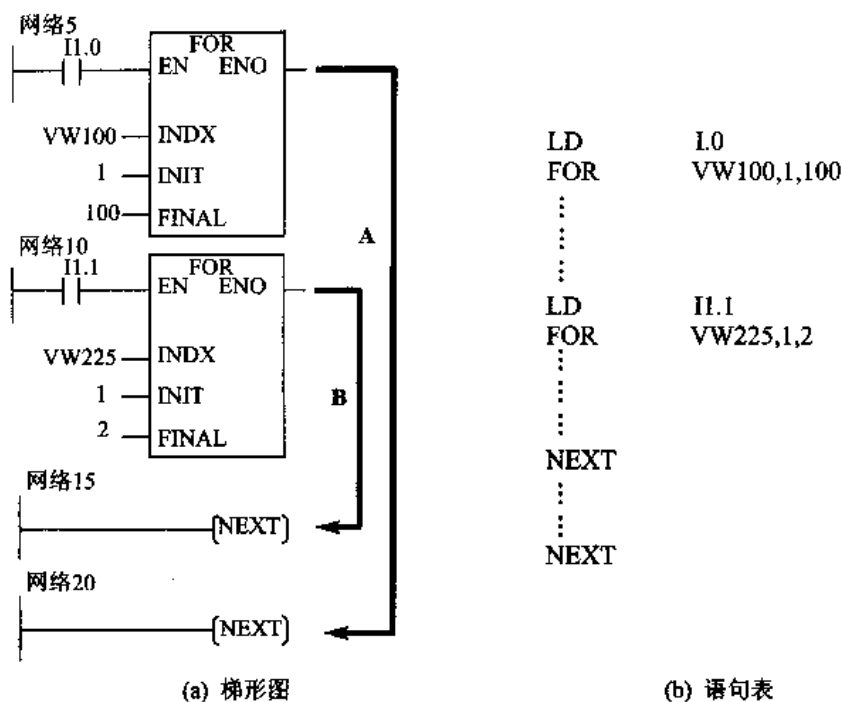 网络5
I1.0
FOR
EN ENO
VW100 INDX
1 INIT
100 FINAL
A
网络10
I1.1
FOR
EN ENO
VW225 INDX
1 INIT
B
2 FINAL
网络15
(NEXT)
网络20
(NEXT)
(a) 梯形图
LD I.0
FOR VW100,1,100
LD I1.1
FOR VW225,1,2
NEXT
NEXT
(b) 语句表